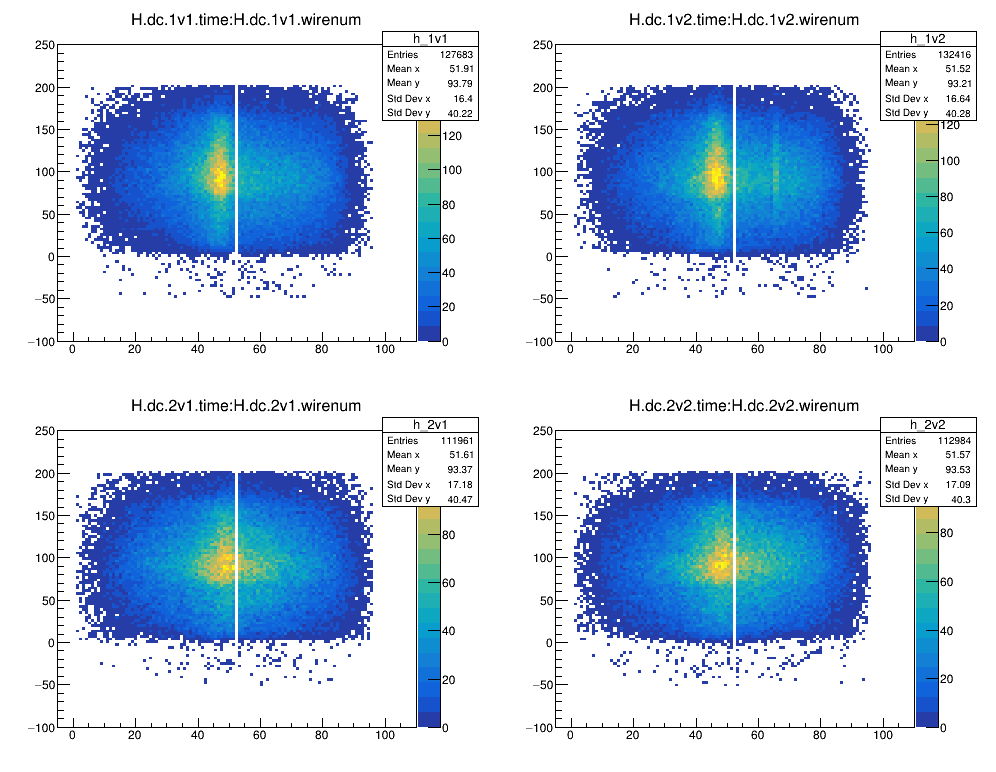 H.dc.1v1.time:H.dc.1v1.wirenum
h_1v1
Entries 127683
Mean x 51.91
Mean y 93.79
Std Dev x 16.4
Std Dev y 40.22
250
200
150
100
50
0
−50
−100
0 20 40 60 80 100
120
100
80
60
40
20
0
H.dc.1v2.time:H.dc.1v2.wirenum
h_1v2
Entries 132416
Mean x 51.52
Mean y 93.21
Std Dev x 16.64
Std Dev y 40.28
250
200
150
100
50
0
−50
−100
0 20 40 60 80 100
120
100
80
60
40
20
0
H.dc.2v1.time:H.dc.2v1.wirenum
h_2v1
Entries 111961
Mean x 51.61
Mean y 93.37
Std Dev x 17.18
Std Dev y 40.47
250
200
150
100
50
0
−50
−100
0 20 40 60 80 100
80
60
40
20
0
H.dc.2v2.time:H.dc.2v2.wirenum
h_2v2
Entries 112984
Mean x 51.57
Mean y 93.53
Std Dev x 17.09
Std Dev y 40.3
250
200
150
100
50
0
−50
−100
0 20 40 60 80 100
80
60
40
20
0